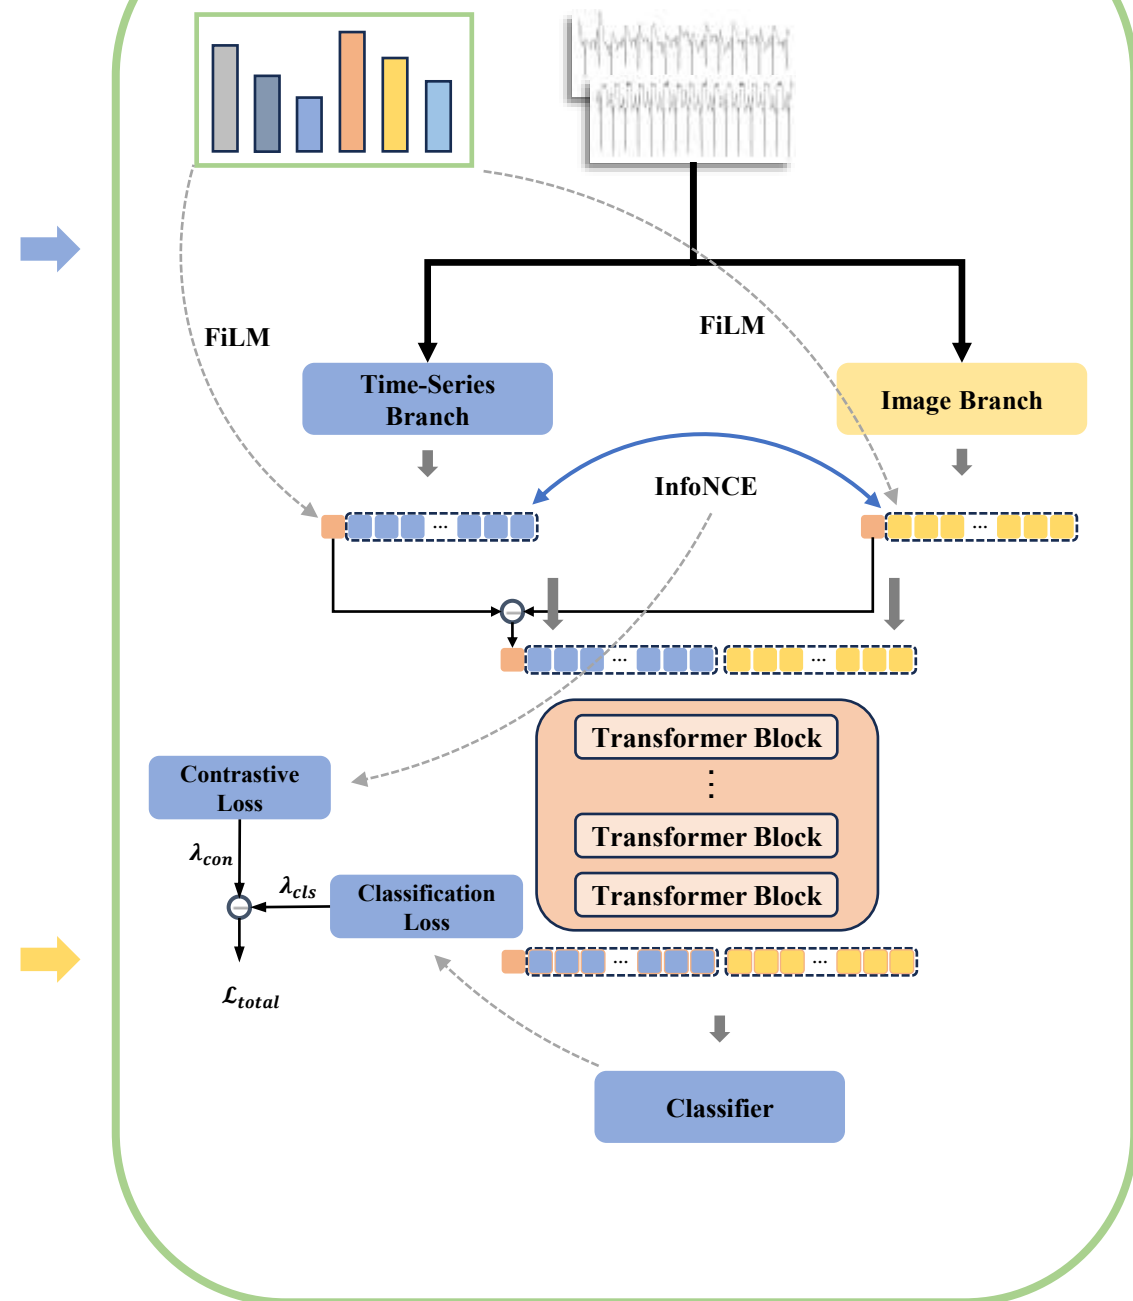 FiLM
FiLM
Time-Series
Branch
Image Branch
InfoNCE
...
...
...
...
Transformer Block
⋮
Transformer Block
Transformer Block
Contrastive
Loss
λcon
λcls
Classification
Loss
ℒtotal
...
...
Classifier